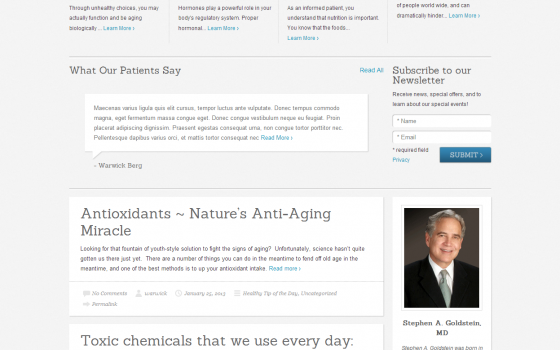 Through unhealthy choices, you may
actually function and be aging
biologically ... Learn More ›
Hormones play a powerful role in your
body's regulatory system. Proper
hormonal... Learn More ›
As an informed patient, you
understand that nutrition is important.
You know that the foods...
Learn More ›
of people world wide, and can
dramatically hinder... Learn More ›
What Our Patients Say
Read All
Maecenas varius ligula quis elit cursus, tempor luctus ante vulputate. Donec tempus commodo
magna, eget fermentum massa congue eget. Donec congue vestibulum neque eu feugiat. Proin
placerat adipiscing dignissim. Praesent egestas consequat urna, non congue tortor porttitor nec.
Pellentesque dapibus varius orci, et mattis tortor consequat nec Read More ›
- Warwick Berg
Subscribe to our
Newsletter
Receive news, special offers, and to
learn about our special events!
* Name
* Email
* required field
Privacy
SUBMIT ›
Antioxidants ~ Nature's Anti-Aging
Miracle
Looking for that fountain of youth-style solution to fight the signs of aging? Unfortunately, science hasn't quite
gotten us there just yet. There are a number of things you can do in the meantime to fend off old age in the
meantime, and one of the best methods is to up your antioxidant intake. Read more ›
No Comments
warwick
January 25, 2013
Healthy Tip of the Day, Uncategorized
Permalink
Toxic chemicals that we use every day:
Stephen A. Goldstein,
MD
Stephen A. Goldstein was born in